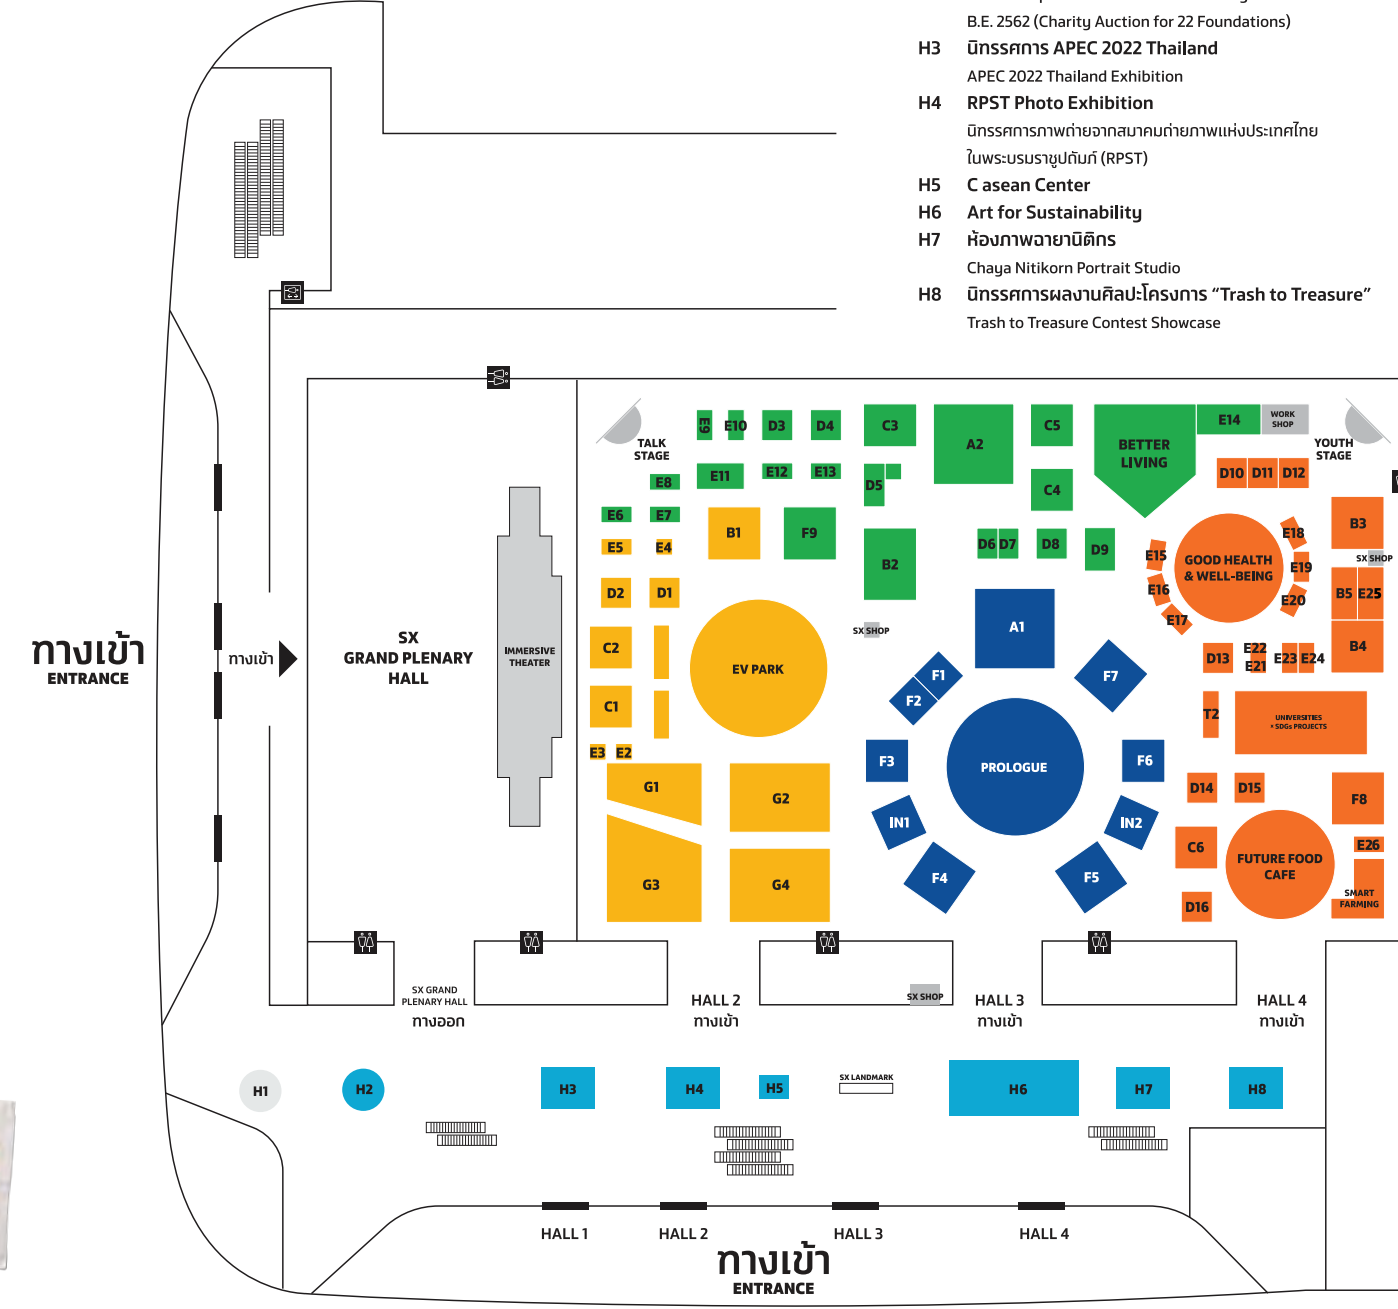 B.E. 2562 (Charity Auction for 22 Foundations)
H3 นิทรรศการ APEC 2022 Thailand
APEC 2022 Thailand Exhibition
H4 RPST Photo Exhibition
นิทรรศการภาพถ่ายจากสมาคมถ่ายภาพแห่งประเทศไทย
ในพระบรมราชูปถัมภ์ (RPST)
H5 C asean Center
H6 Art for Sustainability
H7 ห้องภาพฉายานิติกร
Chaya Nitikorn Portrait Studio
H8 นิทรรศการผลงานศิลปะโครงการ “Trash to Treasure”
Trash to Treasure Contest Showcase
TALK
STAGE
E9
E10
D3
D4
C3
A2
C5
BETTER
LIVING
E14
WORK
SHOP
YOUTH
STAGE
E8
E11
E12
E13
D5
C4
D10
D11
D12
E6
E7
B1
F9
B2
D6
D7
D8
D9
B3
E5
E4
E15
E16
E17
GOOD HEALTH
& WELL-BEING
E18
E19
E20
SX SHOP
B5
E25
D2
D1
SX SHOP
A1
B4
ทางเข้า
ENTRANCE
ทางเข้า
SX
GRAND PLENARY
HALL
IMMERSIVE
THEATER
C2
EV PARK
F1
F2
F7
D13
E22
E21
E23
E24
C1
T2
UNIVERSITIES
+ SDGs PROJECTS
E3
E2
F3
PROLOGUE
F6
G1
G2
D14
D15
F8
IN1
IN2
C6
FUTURE FOOD
CAFE
E26
G3
G4
F4
F5
D16
SMART
FARMING
SX GRAND
PLENARY HALL
ทางออก
HALL 2
ทางเข้า
SX SHOP
HALL 3
ทางเข้า
HALL 4
ทางเข้า
H1
H2
H3
H4
H5
SX LANDMARK
H6
H7
H8
HALL 1
HALL 2
HALL 3
HALL 4
ทางเข้า
ENTRANCE